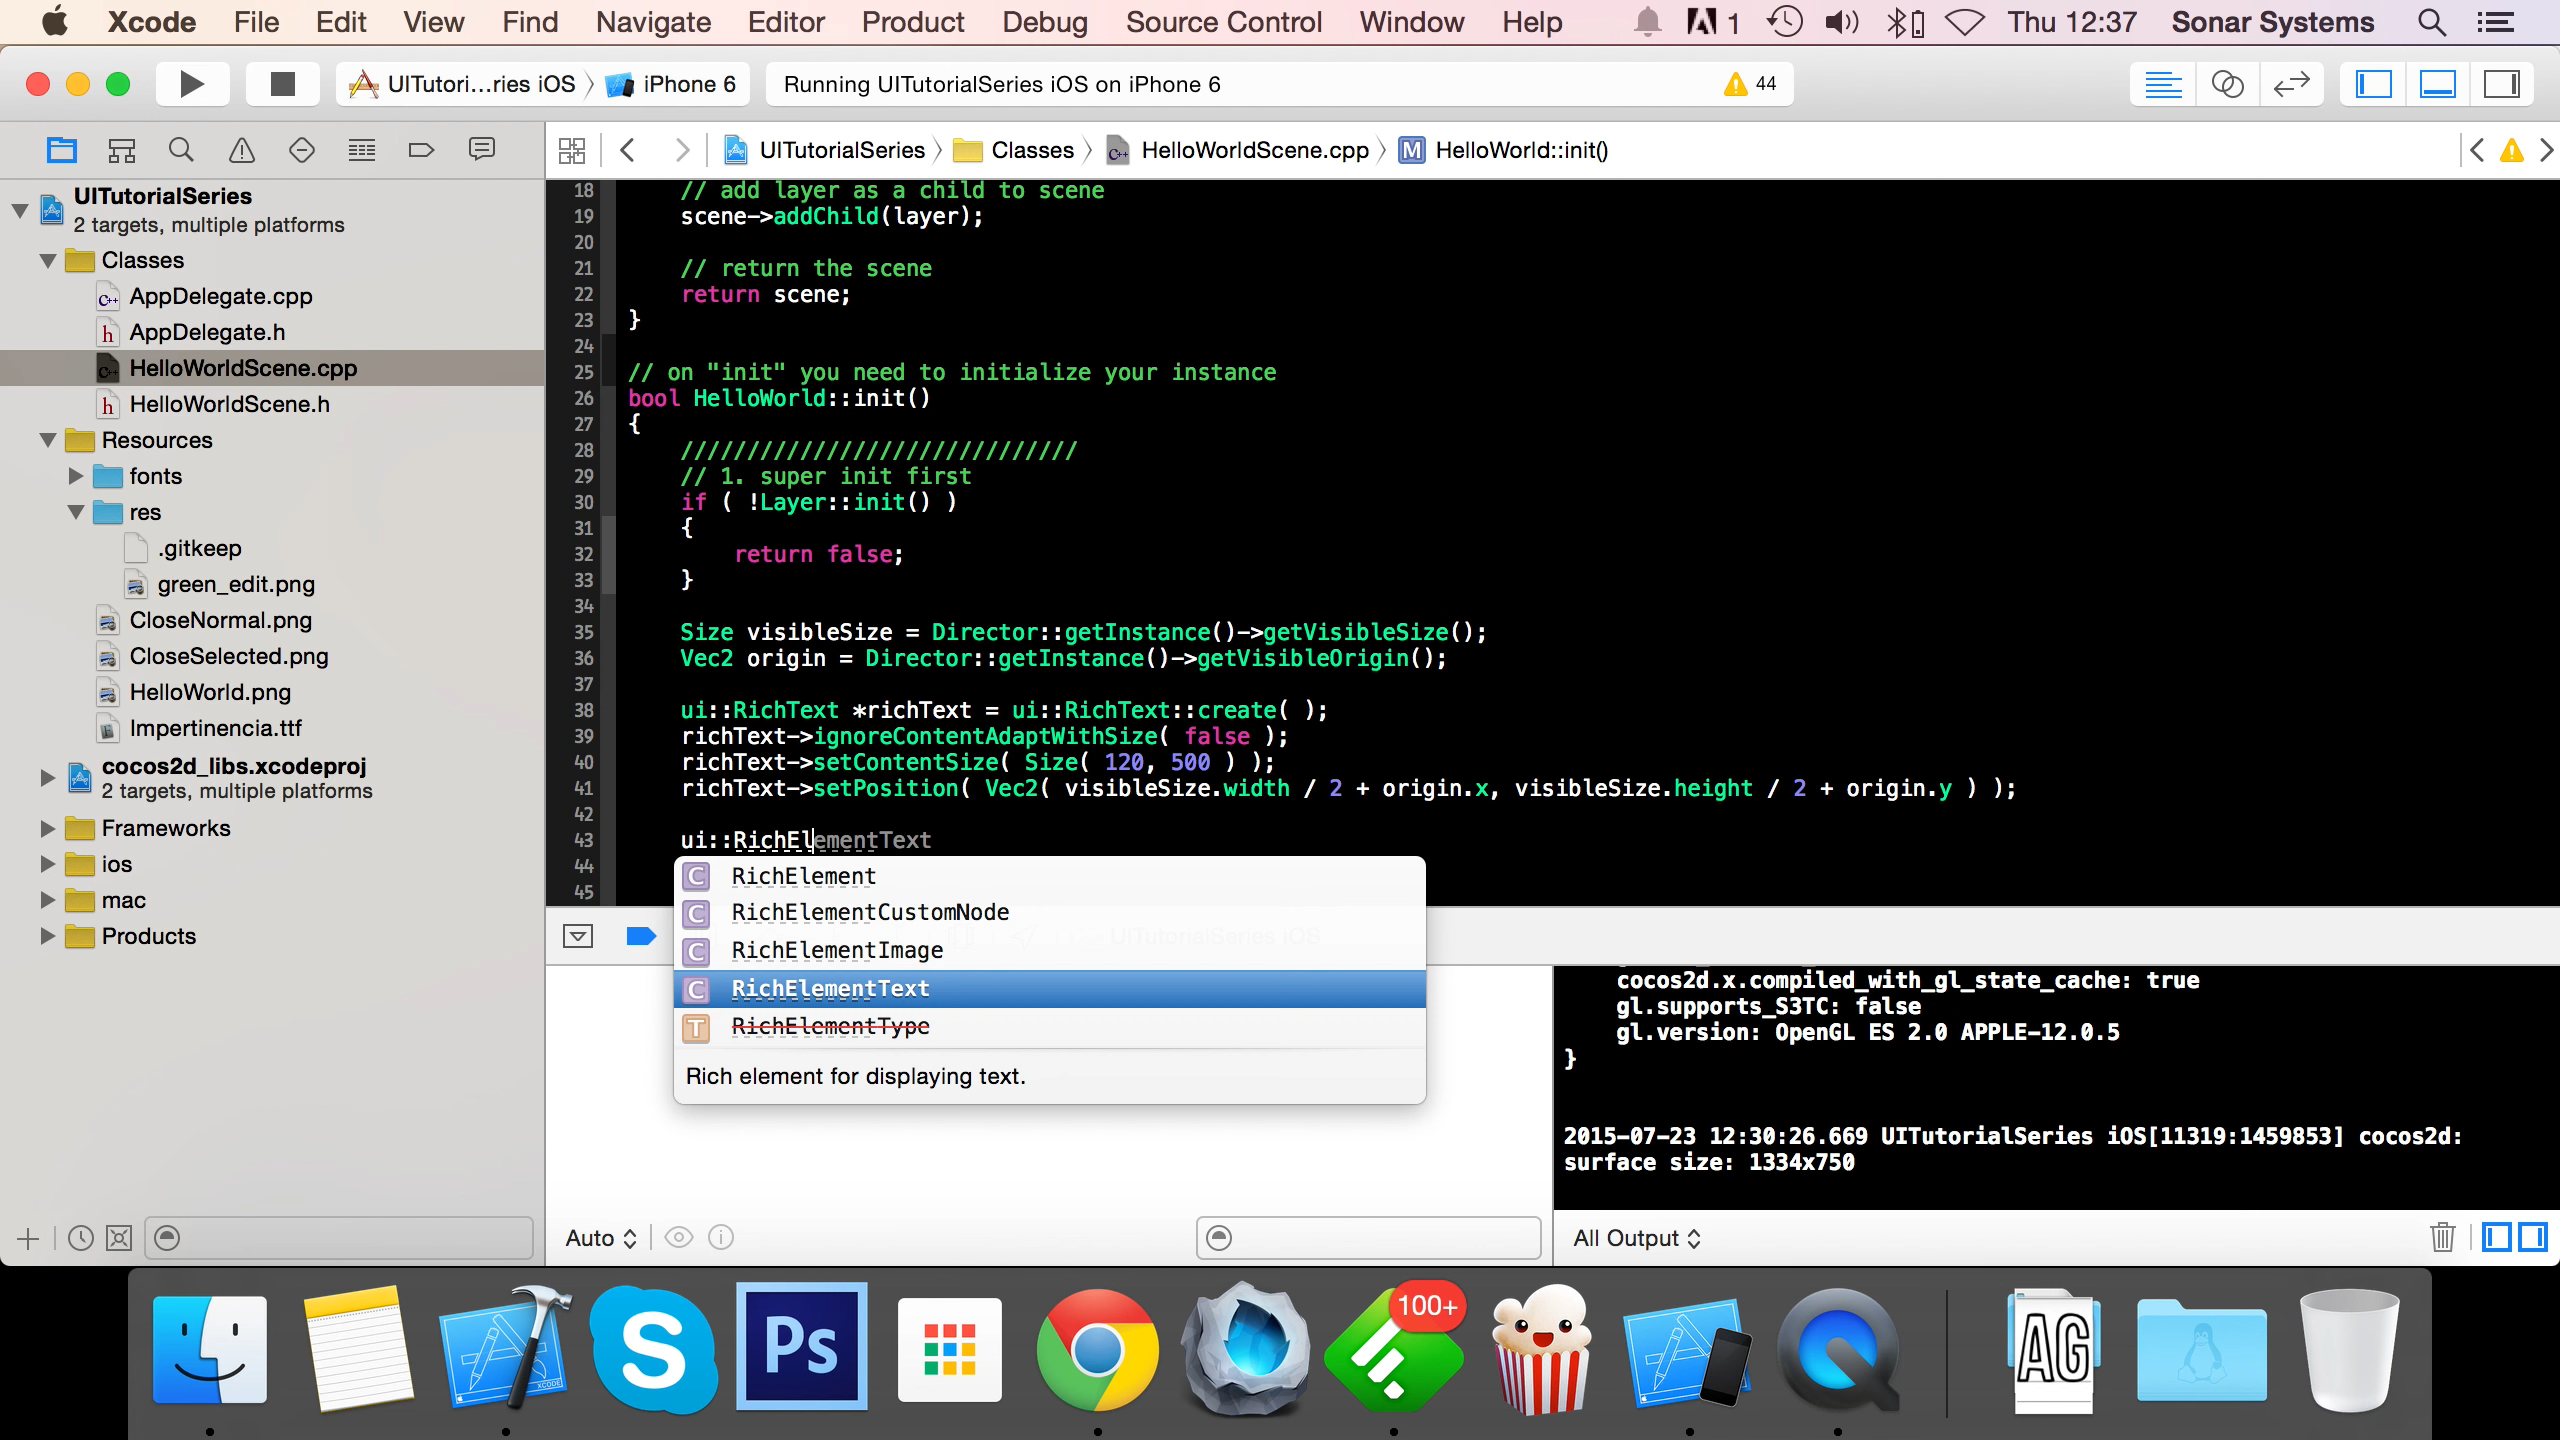 Xcode File Edit View Find Navigate Editor Product Debug Source Control Window Help 1 Thu 12:37 Sonar Systems
UITutori...ries iOS iPhone 6 Running UITutorialSeries iOS on iPhone 6 44
UITutorialSeries Classes HelloWorldScene.cpp M HelloWorld::init()
UITutorialSeries
2 targets, multiple platforms
Classes
AppDelegate.cpp
AppDelegate.h
HelloWorldScene.cpp
HelloWorldScene.h
Resources
fonts
res
.gitkeep
green_edit.png
CloseNormal.png
CloseSelected.png
HelloWorld.png
Impertinencia.ttf
cocos2d_libs.xcodeproj
2 targets, multiple platforms
Frameworks
ios
mac
Products
18 // add layer as a child to scene
19 scene->addChild(layer);
20
21 // return the scene
22 return scene;
23 }
24
25 // on "init" you need to initialize your instance
26 bool HelloWorld::init()
27 {
28 //////////////////////////////
29 // 1. super init first
30 if ( !Layer::init() )
31 {
32 return false;
33 }
34
35 Size visibleSize = Director::getInstance()->getVisibleSize();
36 Vec2 origin = Director::getInstance()->getVisibleOrigin();
37
38 ui::RichText *richText = ui::RichText::create( );
39 richText->ignoreContentAdaptWithSize( false );
40 richText->setContentSize( Size( 120, 500 ) );
41 richText->setPosition( Vec2( visibleSize.width / 2 + origin.x, visibleSize.height / 2 + origin.y ) );
42
43 ui::RichElementText
44
45
C RichElement
C RichElementCustomNode
C RichElementImage
C RichElementText
T RichElementType
Rich element for displaying text.
UITutorialSeries iOS
cocos2d.x.compiled_with_gl_state_cache: true
gl.supports_S3TC: false
gl.version: OpenGL ES 2.0 APPLE-12.0.5
}
2015-07-23 12:30:26.669 UITutorialSeries iOS[11319:1459853] cocos2d:
surface size: 1334x750
Auto
All Output
XCODE
S
Ps
100+
AG